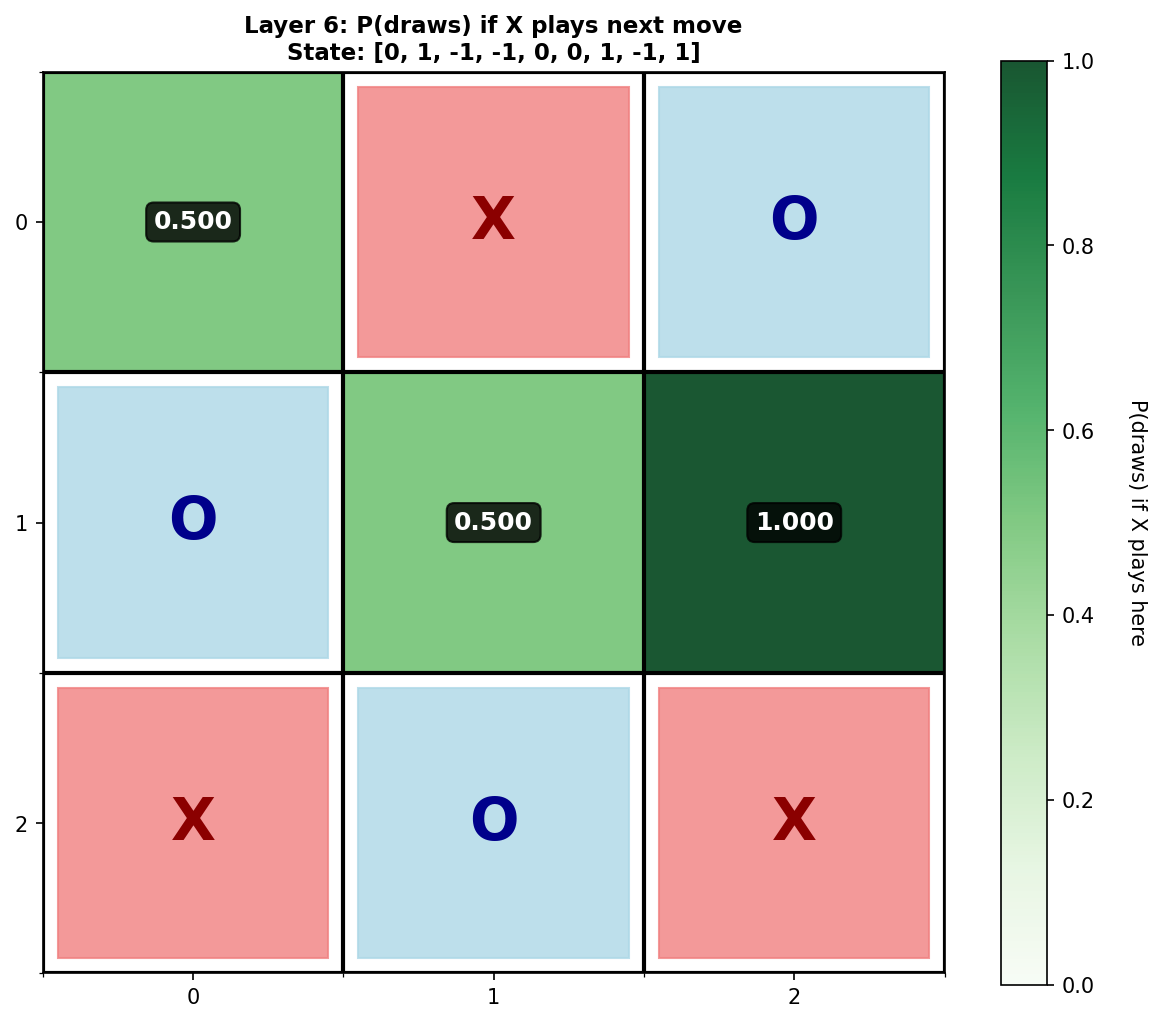 Layer 6: P(draws) if X plays next move
State: [0, 1, -1, -1, 0, 0, 1, -1, 1]
0
0.500
X
O
1
O
0.500
1.000
2
X
O
X
0
1
2
1.0
0.8
0.6
0.4
0.2
0.0
P(draws) if X plays here